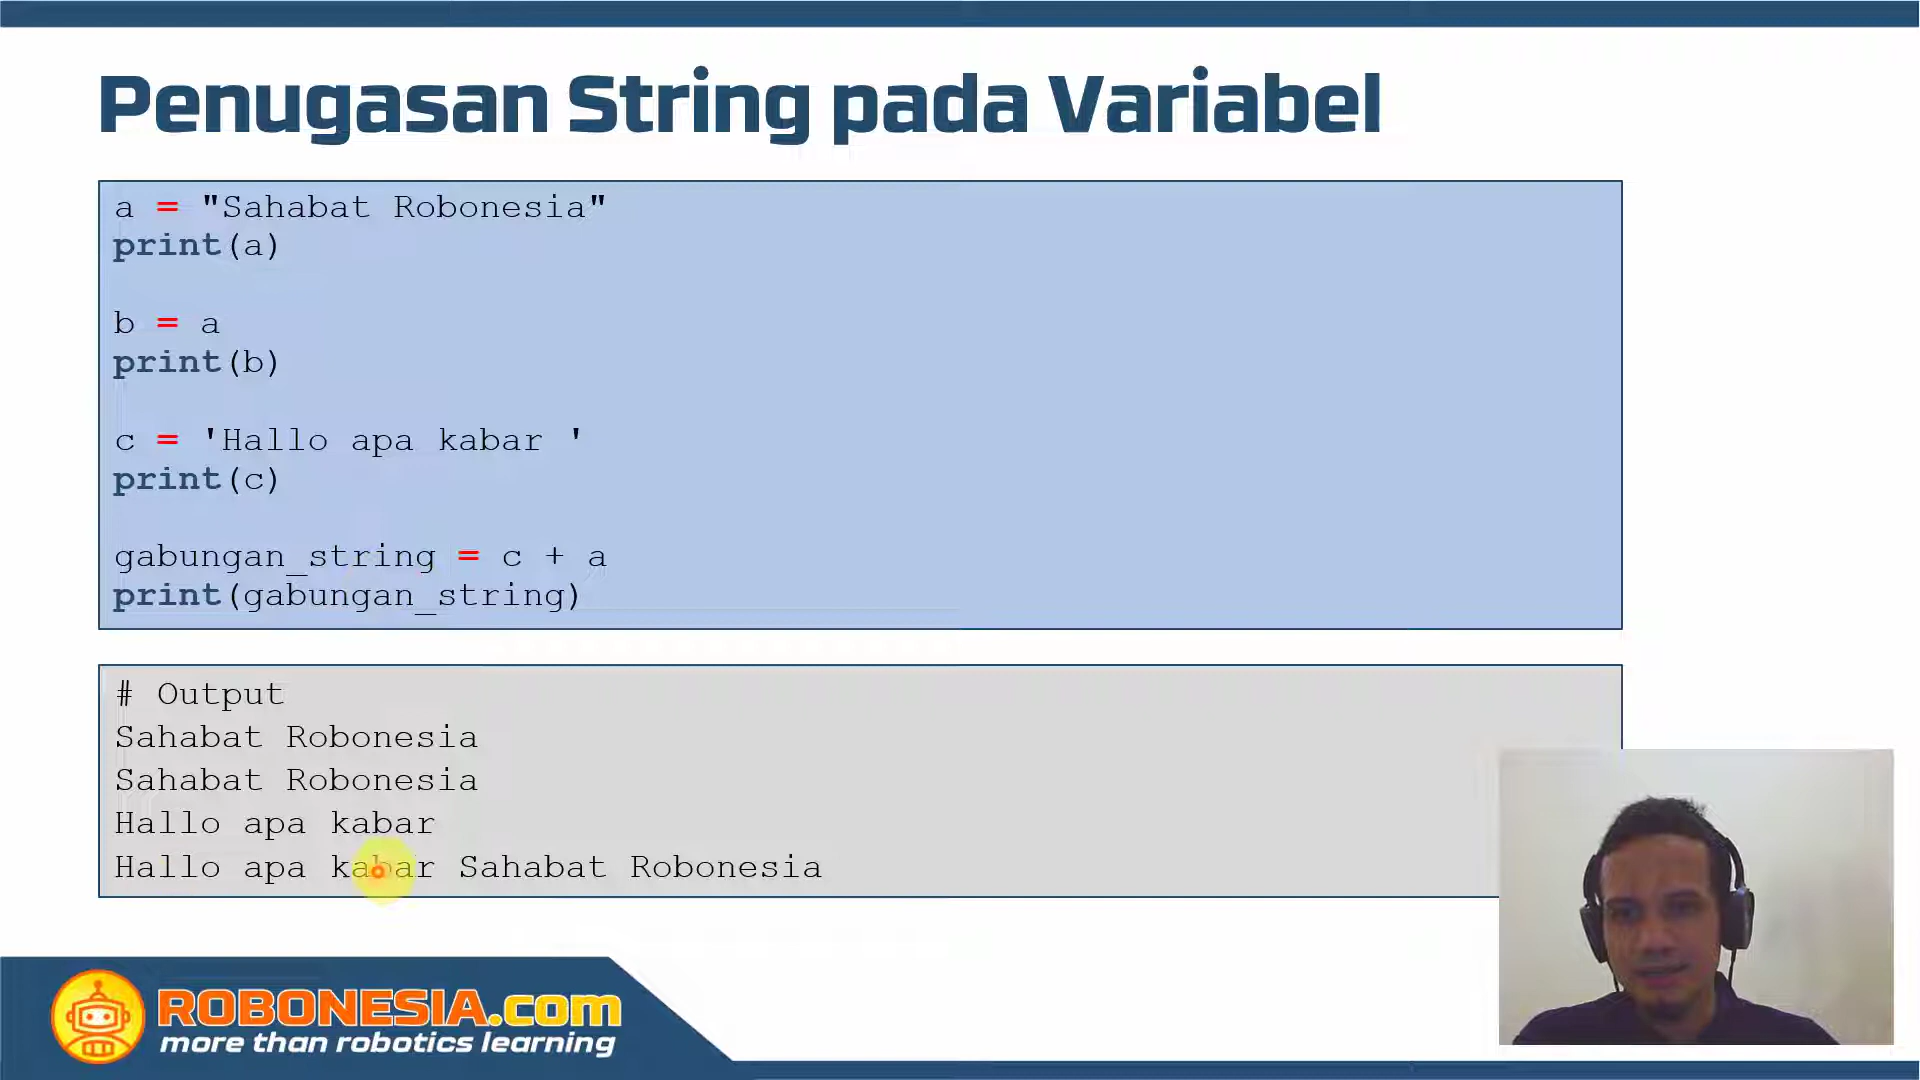 Penugasan String pada Variabel
a = "Sahabat Robonesia"
print(a)
b = a
print(b)
c = 'Hallo apa kabar '
print(c)
gabungan_string = c + a
print(gabungan_string)
# Output
Sahabat Robonesia
Sahabat Robonesia
Hallo apa kabar
Hallo apa kabar Sahabat Robonesia
ROBONESIA.com
more than robotics learning